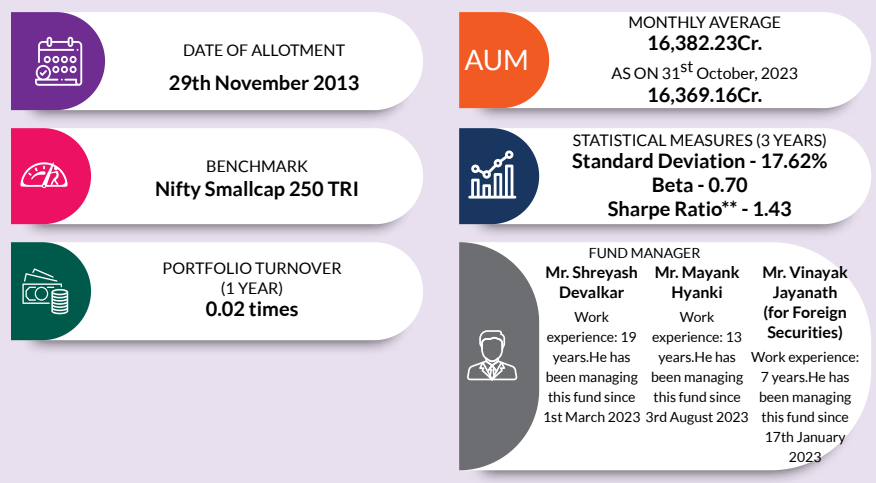 DATE OF ALLOTMENT
29th November 2013
BENCHMARK
Nifty Smallcap 250 TRI
PORTFOLIO TURNOVER
(1 YEAR)
0.02 times
AUM
MONTHLY AVERAGE
16,382.23Cr.
AS ON 31st October, 2023
16,369.16Cr.
STATISTICAL MEASURES (3 YEARS)
Standard Deviation - 17.62%
Beta - 0.70
Sharpe Ratio** - 1.43
FUND MANAGER
Mr. Shreyash
Devalkar
Work
experience: 19
years.He has
been managing
this fund since
1st March 2023
Mr. Mayank
Hyanki
Work
experience: 13
years.He has
been managing
this fund since
3rd August 2023
Mr. Vinayak
Jayanath
(for Foreign
Securities)
Work experience:
7 years.He has
been managing
this fund since
17th January
2023